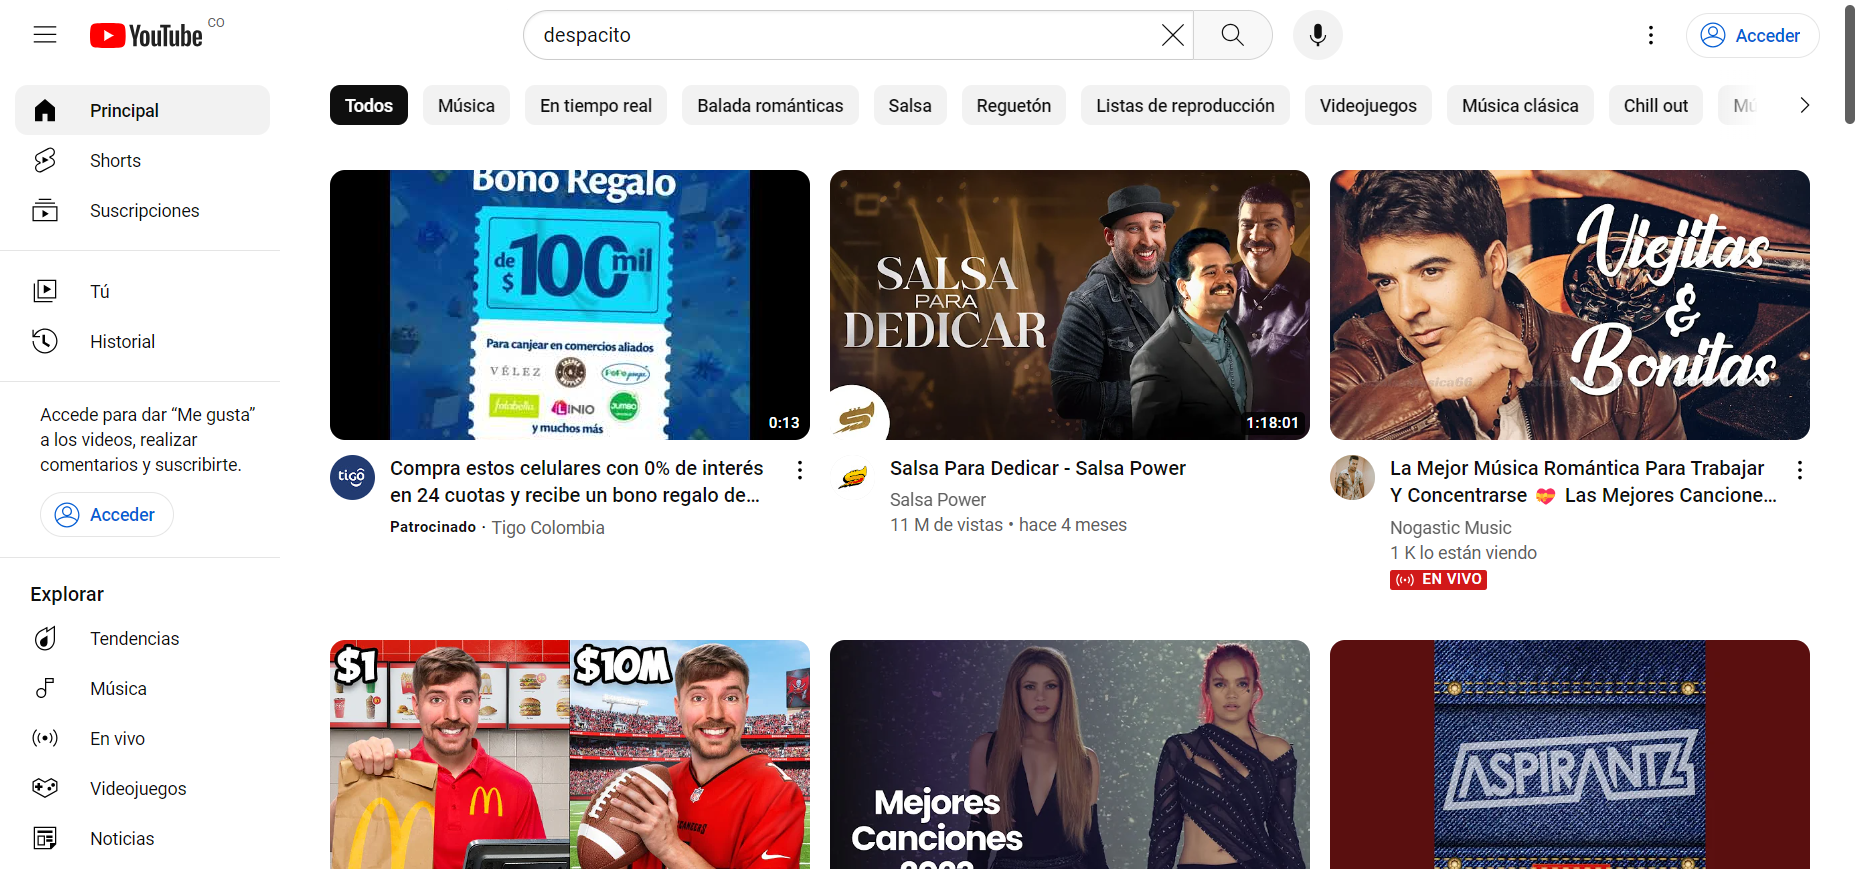 YouTube CO
despacito
Acceder
Principal
Shorts
Suscripciones
Tú
Historial
Accede para dar “Me gusta”
a los videos, realizar
comentarios y suscribirte.
Acceder
Explorar
Tendencias
Música
En vivo
Videojuegos
Noticias
Todos
Música
En tiempo real
Balada románticas
Salsa
Reguetón
Listas de reproducción
Videojuegos
Música clásica
Chill out
Mú
Bono Regalo
de $100 mil
Para canjear en comercios aliados
VÉLEZ
falabella
LINIO
JUMBO
y muchos más
0:13
tigo
Compra estos celulares con 0% de interés
en 24 cuotas y recibe un bono regalo de...
Patrocinado · Tigo Colombia
SALSA
PARA
DEDICAR
1:18:01
Salsa Para Dedicar - Salsa Power
Salsa Power
11 M de vistas • hace 4 meses
Viejitas
&
Bonitas
La Mejor Música Romántica Para Trabajar
Y Concentrarse 💝 Las Mejores Cancione...
Nogastic Music
1 K lo están viendo
EN VIVO
$1
$10M
Mejores
Canciones
2023
ASPIRANTZ